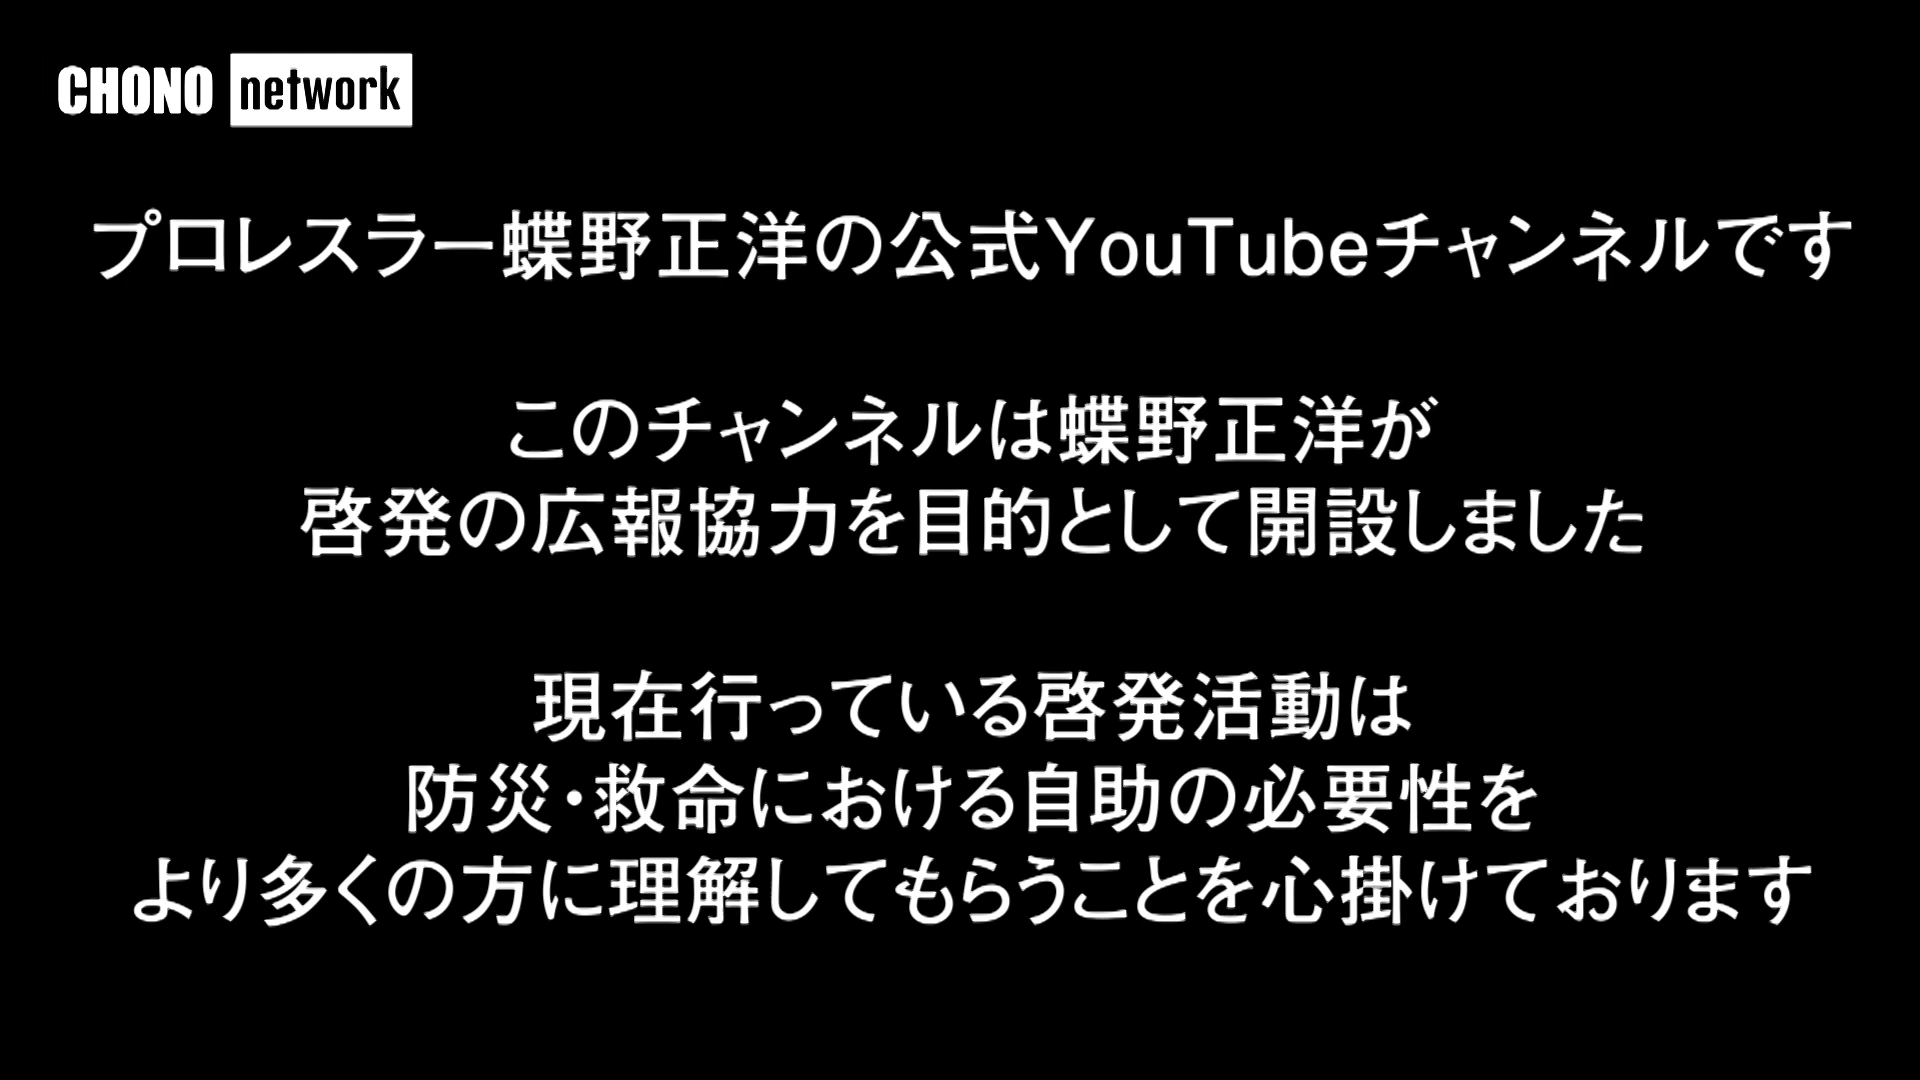 CHONO network
プロレスラー蝶野正洋の公式YouTubeチャンネルです
このチャンネルは蝶野正洋が
啓発の広報協力を目的として開設しました
現在行っている啓発活動は
防災・救命における自助の必要性を
より多くの方に理解してもらうことを心掛けております